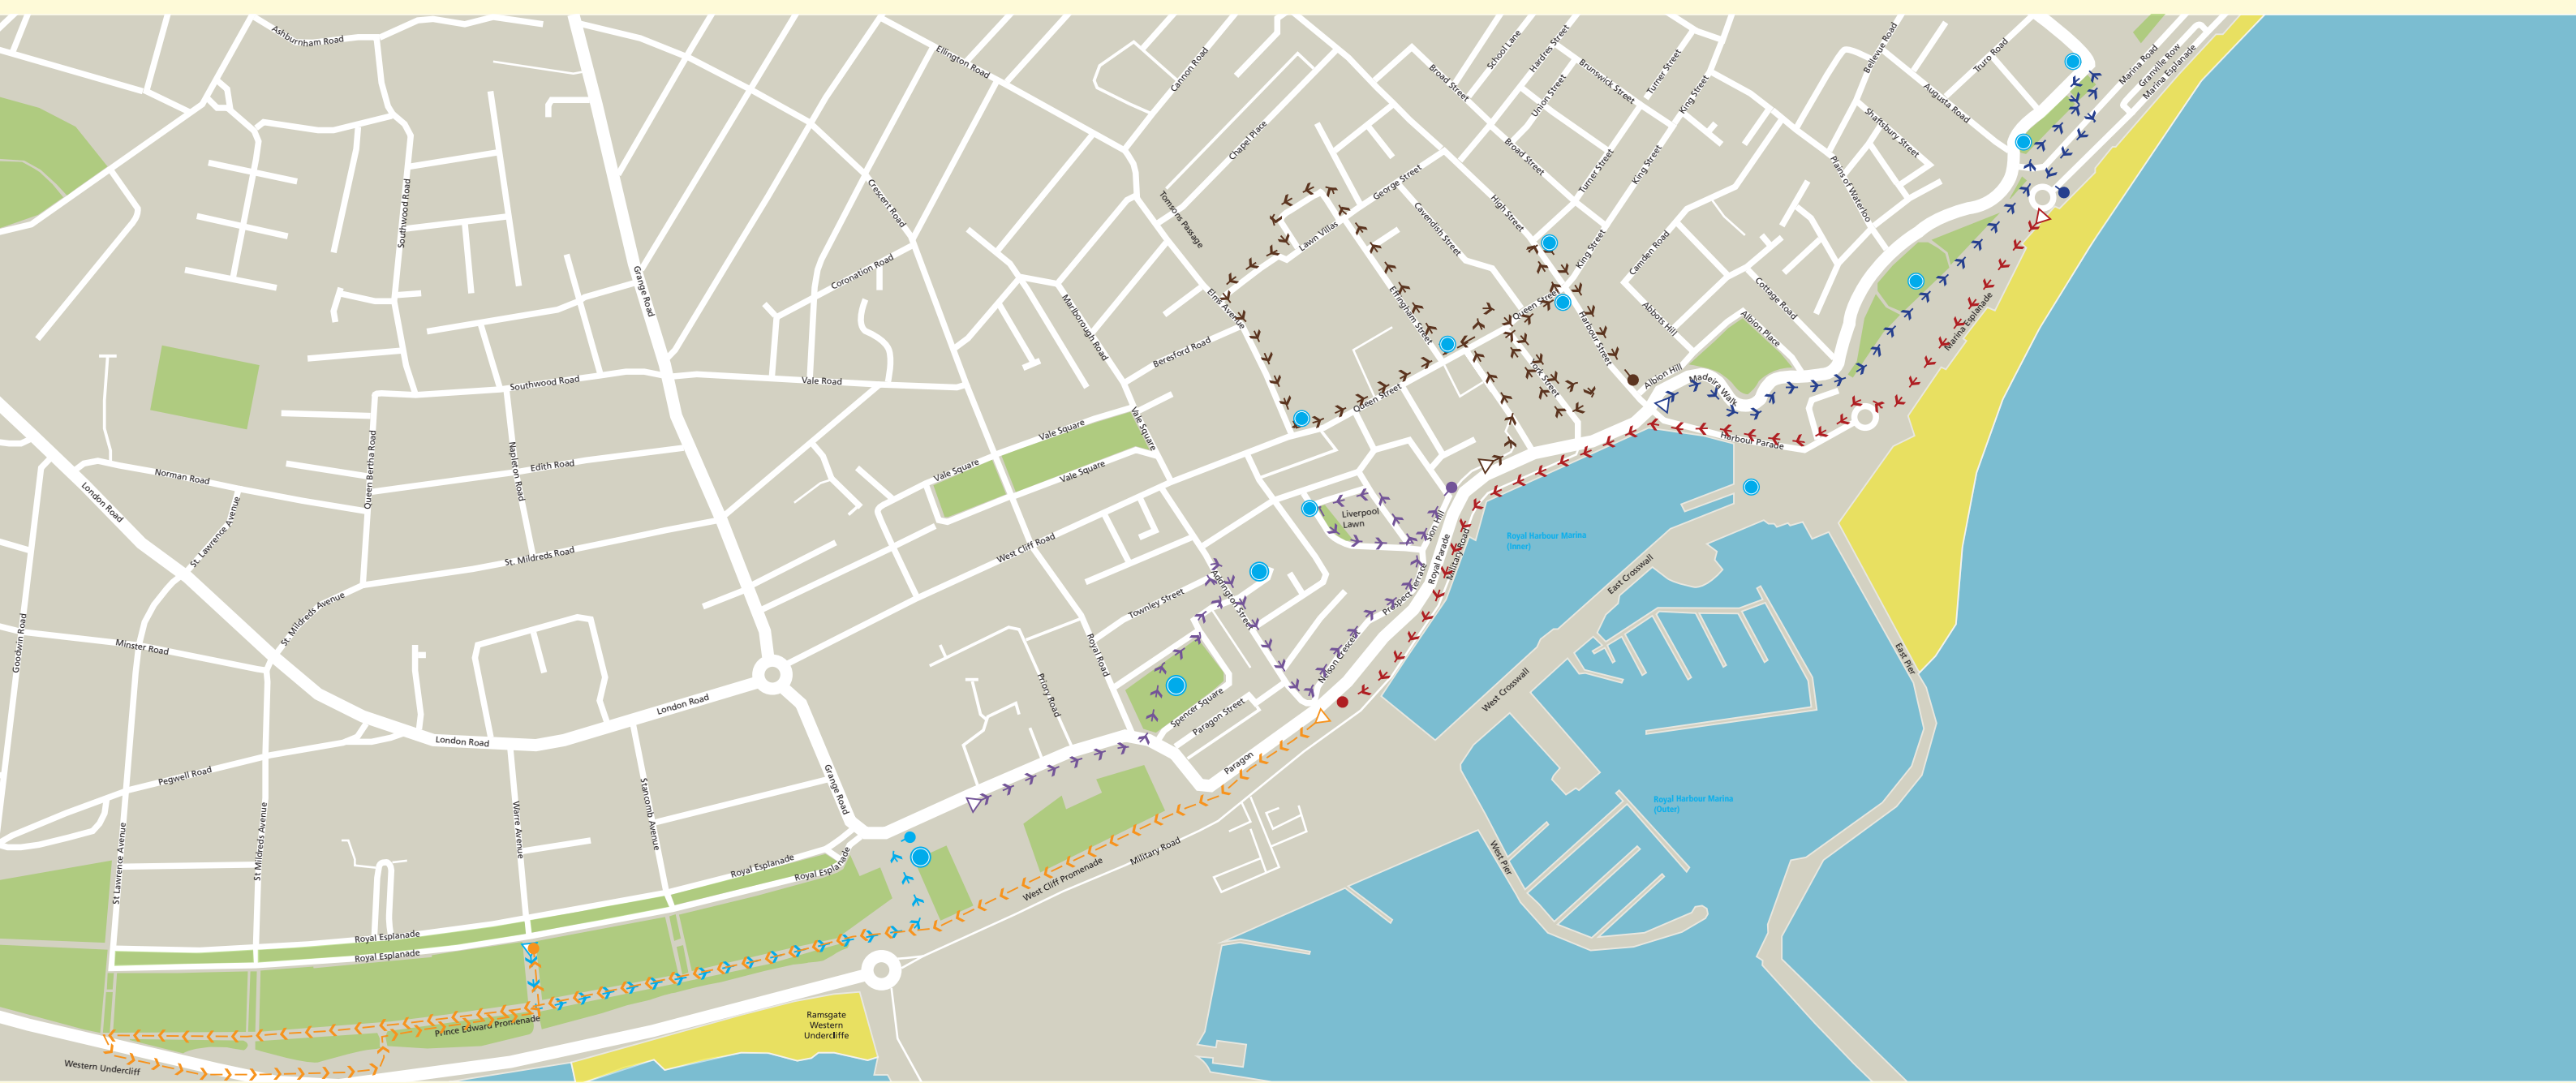 Ashburnham Road
Ellington Road
Cannon Road
School Lane
Hardres Street
Bellevue Road
Truro Road
Marina Road
Granville Row
Marina Esplanade
Broad Street
Brunswick Street
Turner Street
Union Street
King Street
Augusta Road
Shaftsbury Street
Chapel Place
Broad Street
Turner Street
King Street
Plains of Waterloo
Southwood Road
Crescent Road
Tomsons Passage
George Street
Cavendish Street
High Street
Lawn Villas
King Street
Camden Road
Grange Road
Coronation Road
Marlborough Road
Elms Avenue
Effingham Street
Queen Street
Harbour Street
Abbots Hill
Cottage Road
Albion Place
Marina Esplanade
Beresford Road
Southwood Road
Vale Road
York Street
Albion Hill
Madeira Walk
Queen Street
Vale Square
Vale Square
Vale Square
Vale Square
Harbour Parade
Queen Bertha Road
Napleton Road
Edith Road
Norman Road
London Road
St. Lawrence Avenue
St. Mildreds Road
West Cliff Road
Liverpool
Lawn
Sion Hill
Royal Parade
Military Road
Royal Harbour Marina
(Inner)
East Crosswall
Addington Street
Townley Street
Prospect Terrace
Nelson Crescent
St. Mildreds Avenue
Goodwin Road
Minster Road
Royal Road
Priory Road
Spencer Square
Paragon Street
West Crosswall
East Pier
London Road
London Road
Pegwell Road
Grange Road
Paragon
Royal Harbour Marina
(Outer)
Stancomb Avenue
Warre Avenue
St Mildreds Avenue
St Lawrence Avenue
Royal Esplanade
Royal Esplanade
West Cliff Promenade
Military Road
West Pier
Royal Esplanade
Royal Esplanade
Prince Edward Promenade
Ramsgate
Western
Undercliffe
Western Undercliff